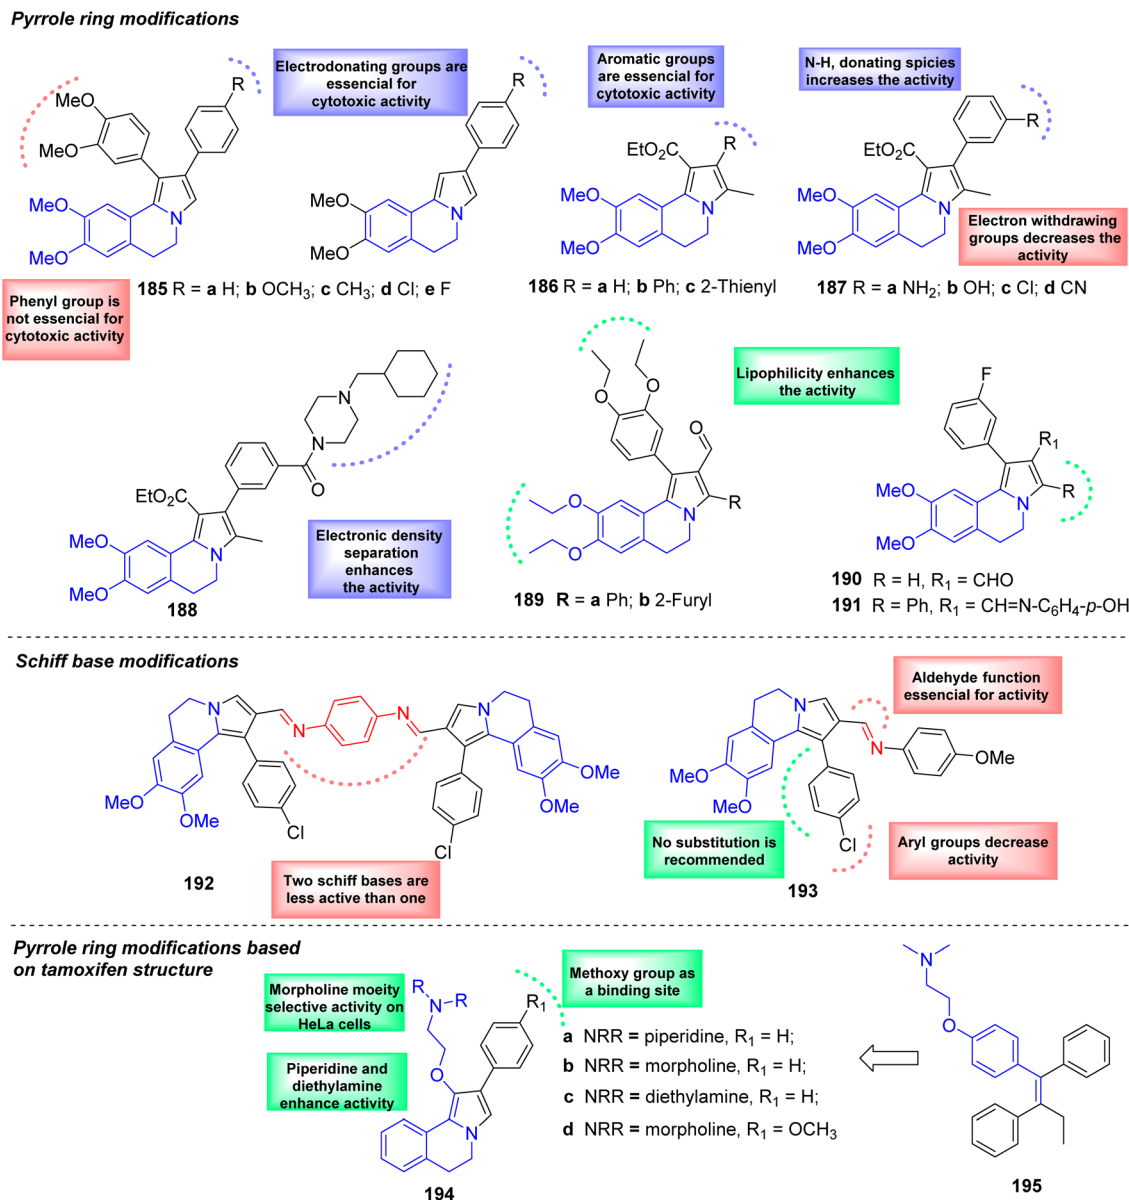 Pyrrole ring modifications
MeO
MeO
R
MeO
MeO
N
Electrodonating groups are
essencial for
cytotoxic activity
R
MeO
MeO
N
Aromatic groups
are essencial for
cytotoxic activity
EtO₂C
R
MeO
MeO
N
N-H, donating spicies
increases the activity
EtO₂C
R
MeO
MeO
N
Electron withdrawing
groups decreases the
activity
185 R = a H; b OCH₃; c CH₃; d Cl; e F
186 R = a H; b Ph; c 2-Thienyl
187 R = a NH₂; b OH; c Cl; d CN
Phenyl group is
not essencial for
cytotoxic activity
N
N
O
EtO₂C
MeO
MeO
N
188
Electronic density
separation
enhances
the activity
O
O
O
O
O
R
N
189 R = a Ph; b 2-Furyl
Lipophilicity enhances
the activity
F
R₁
R
MeO
MeO
N
190 R = H, R₁ = CHO
191 R = Ph, R₁ = CH=N-C₆H₄-p-OH
Schiff base modifications
N
N
N
N
MeO
OMe
Cl
Cl
OMe
OMe
192
Two schiff bases are
less active than one
N
N
MeO
MeO
OMe
Cl
Aldehyde function
essencial for activity
No substitution is
recommended
Aryl groups decrease
activity
193
Pyrrole ring modifications based
on tamoxifen structure
Morpholine moeity
selective activity on
HeLa cells
Piperidine and
diethylamine
enhance activity
R
R
N
O
R₁
N
194
Methoxy group as
a binding site
a NRR = piperidine, R₁ = H;
b NRR = morpholine, R₁ = H;
c NRR = diethylamine, R₁ = H;
d NRR = morpholine, R₁ = OCH₃
N
O
195